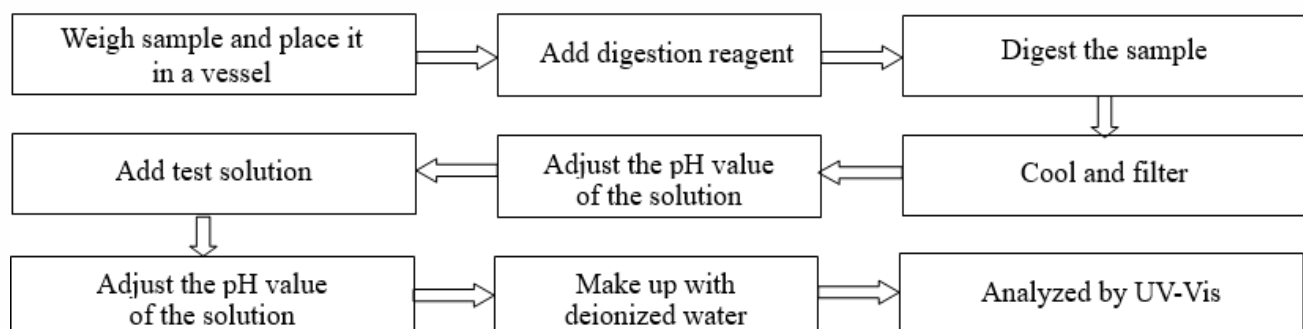 Weigh sample and place it
in a vessel
Add digestion reagent
Digest the sample
Add test solution
Adjust the pH value
of the solution
Cool and filter
Adjust the pH value
of the solution
Make up with
deionized water
Analyzed by UV-Vis